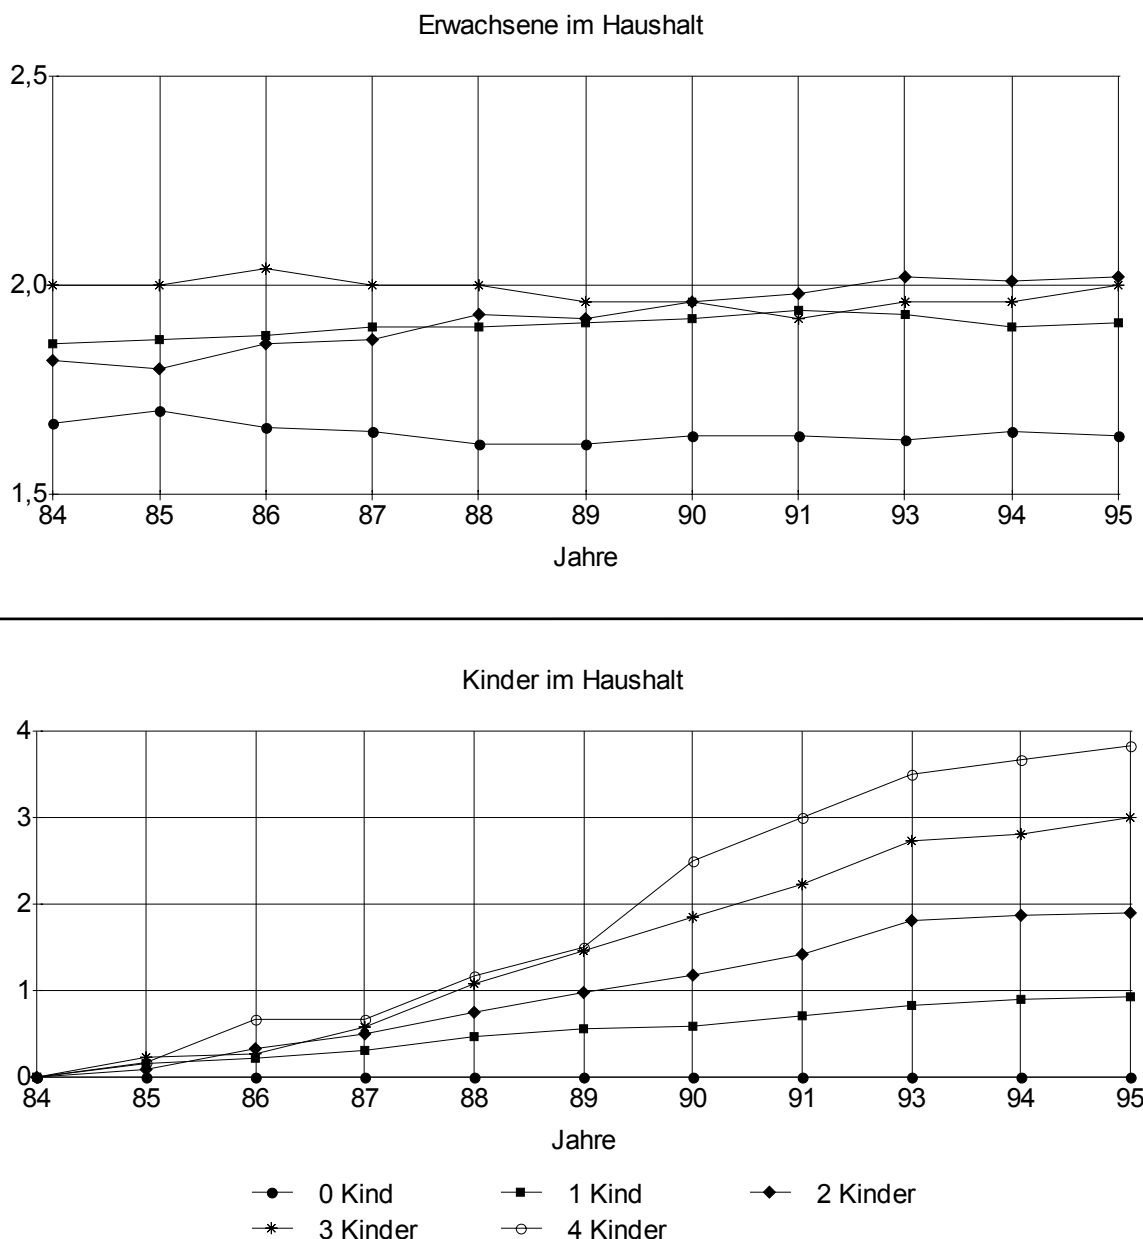 Erwachsene im Haushalt
2,5
2,0
1,5
84 85 86 87 88 89 90 91 93 94 95
Jahre
Kinder im Haushalt
4
3
2
1
0
84 85 86 87 88 89 90 91 93 94 95
Jahre
0 Kind 1 Kind 2 Kinder
3 Kinder 4 Kinder